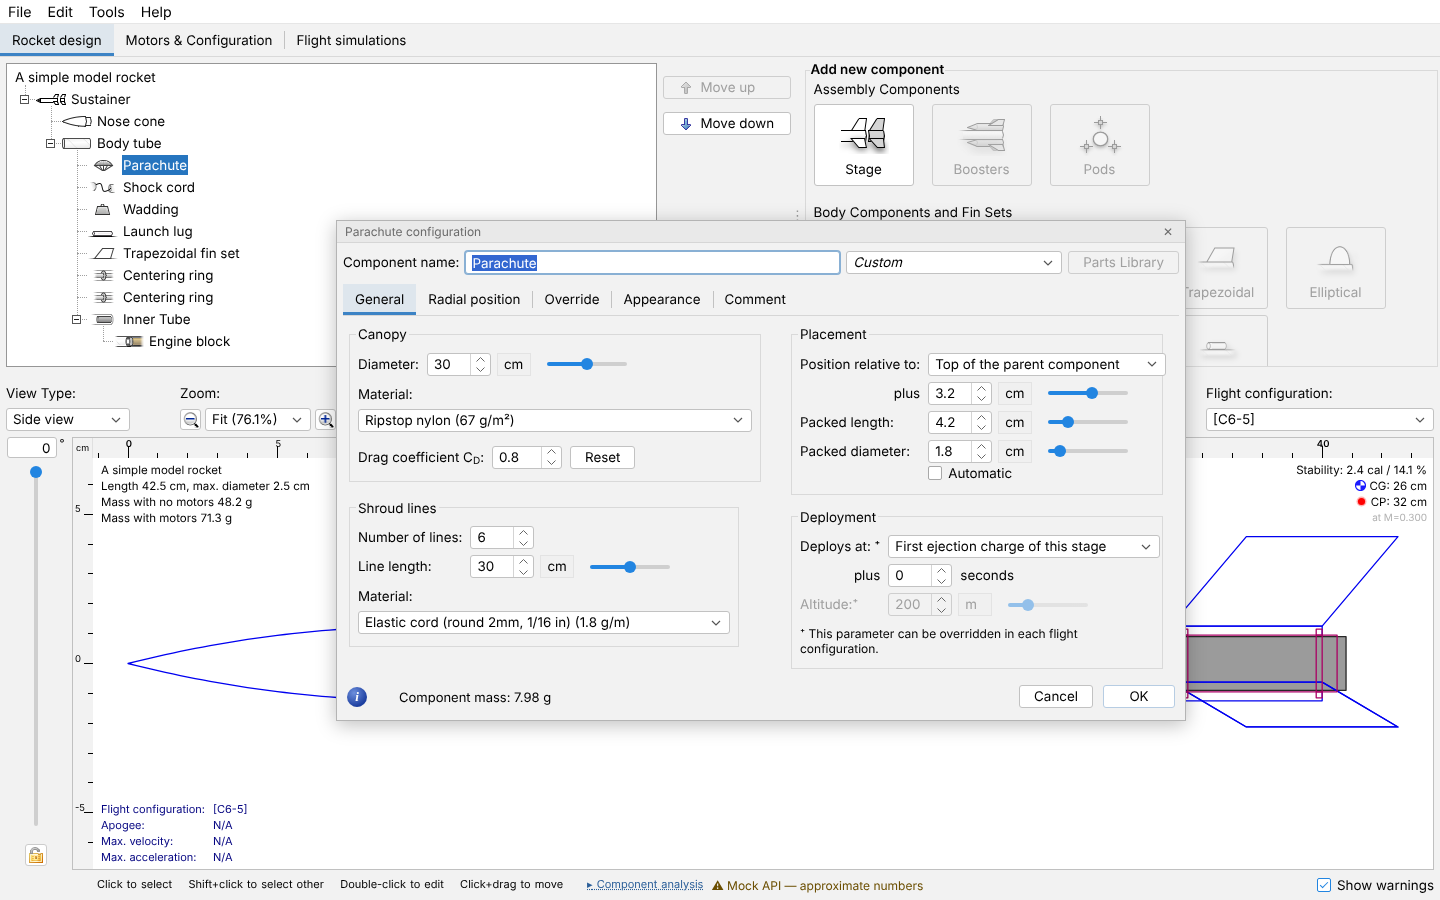 File Edit Tools Help
Rocket design Motors & Configuration Flight simulations
A simple model rocket
Sustainer
Nose cone
Body tube
Parachute
Shock cord
Wadding
Launch lug
Trapezoidal fin set
Centering ring
Centering ring
Inner Tube
Engine block
Move up
Move down
Add new component
Assembly Components
Stage Boosters Pods
Body Components and Fin Sets
Trapezoidal Elliptical
Parachute configuration
Component name: Parachute Custom Parts Library
General Radial position Override Appearance Comment
Canopy
Diameter: 30 cm
Material:
Ripstop nylon (67 g/m²)
Drag coefficient CD: 0.8 Reset
Shroud lines
Number of lines: 6
Line length: 30 cm
Material:
Elastic cord (round 2mm, 1/16 in) (1.8 g/m)
Placement
Position relative to: Top of the parent component
plus 3.2 cm
Packed length: 4.2 cm
Packed diameter: 1.8 cm
Automatic
Deployment
Deploys at: ⁺ First ejection charge of this stage
plus 0 seconds
Altitude:⁺ 200 m
⁺ This parameter can be overridden in each flight
configuration.
i Component mass: 7.98 g Cancel OK
View Type: Zoom: Flight configuration:
Side view Fit (76.1%) [C6-5]
0 °
cm 0 5 40
5
0
-5
A simple model rocket
Length 42.5 cm, max. diameter 2.5 cm
Mass with no motors 48.2 g
Mass with motors 71.3 g
Stability: 2.4 cal / 14.1 %
CG: 26 cm
CP: 32 cm
at M=0.300
Flight configuration: [C6-5]
Apogee: N/A
Max. velocity: N/A
Max. acceleration: N/A
Click to select Shift+click to select other Double-click to edit Click+drag to move ▸ Component analysis ⚠ Mock API — approximate numbers Show warnings